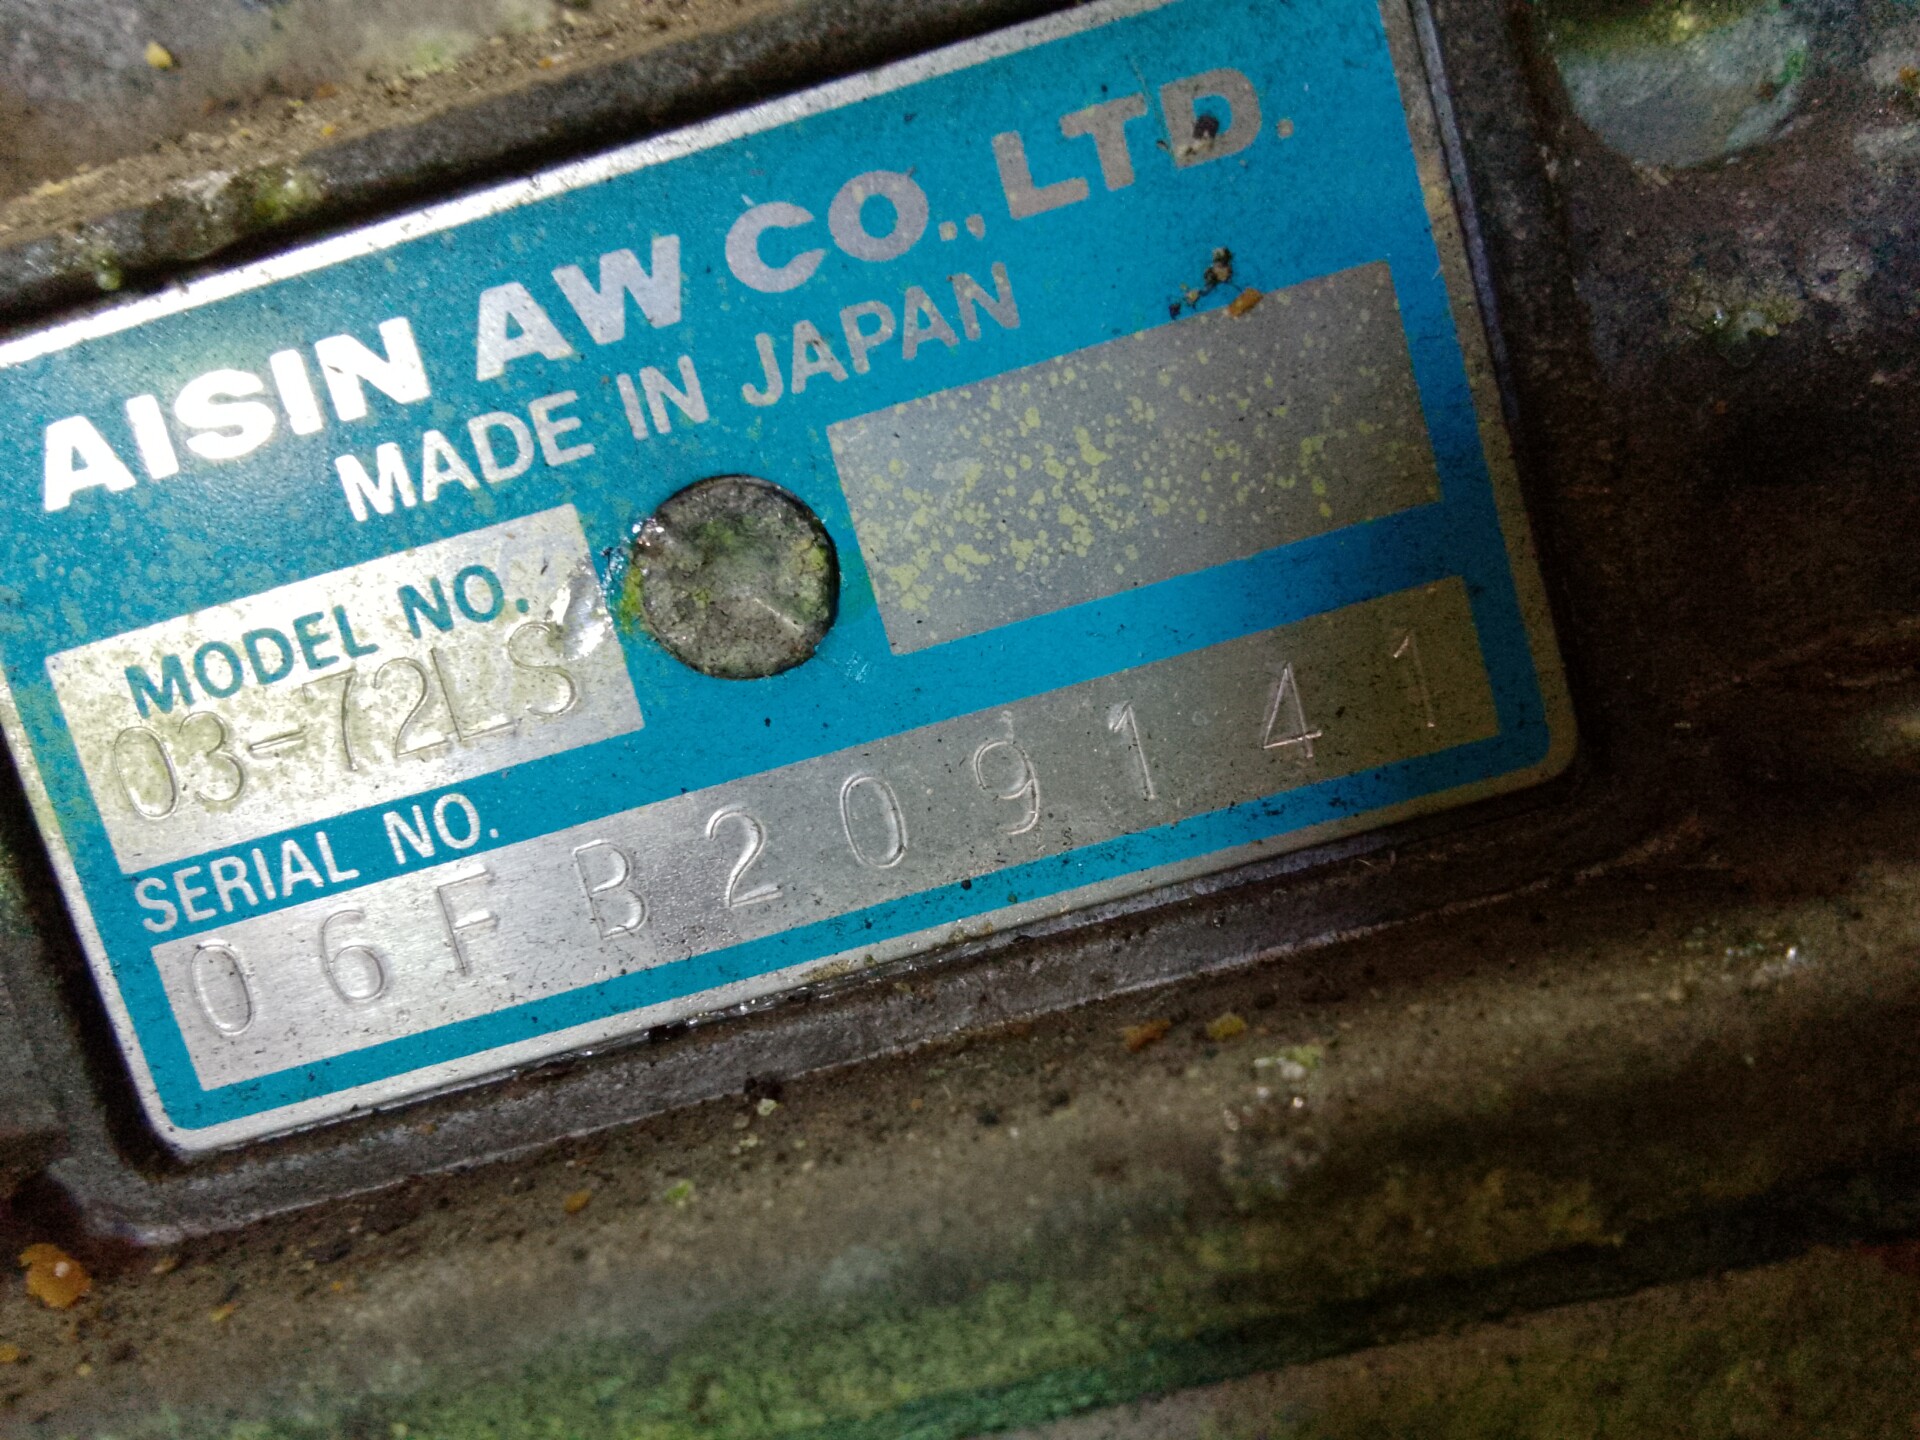 AISIN AW CO., LTD.
MADE IN JAPAN
MODEL NO.
03-72LS
SERIAL NO.
06FB209141